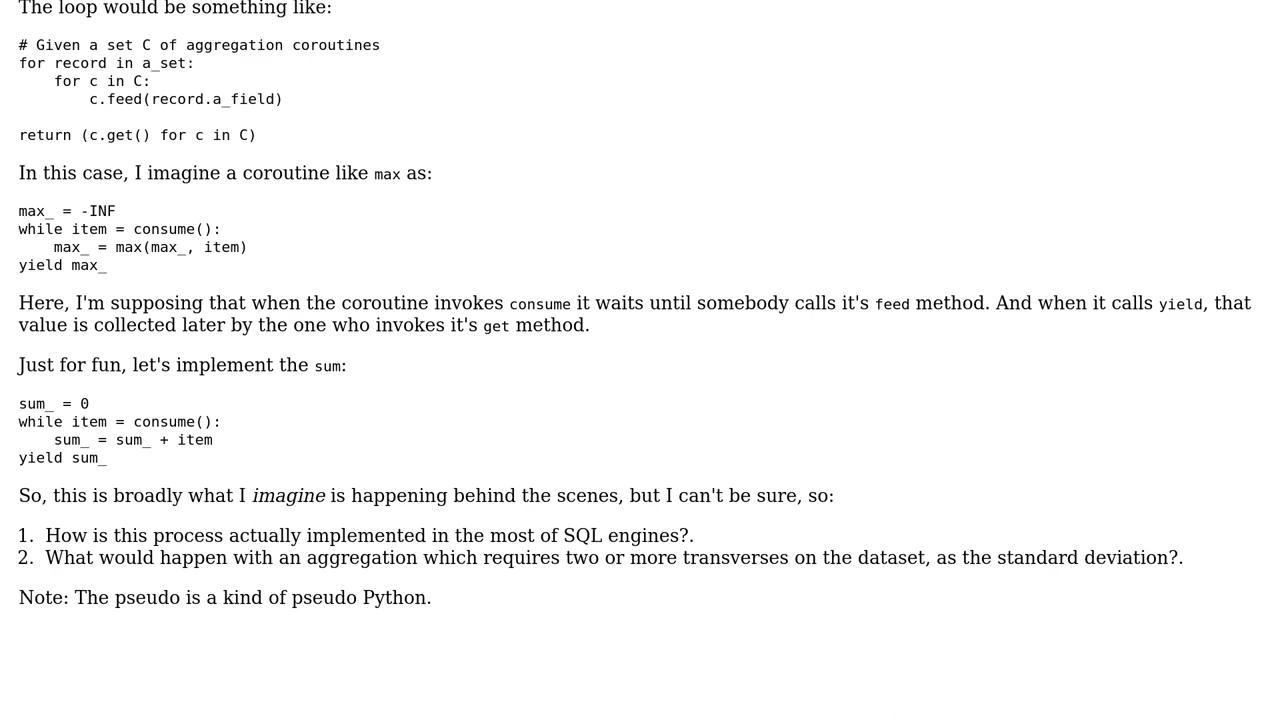 The loop would be something like:
# Given a set C of aggregation coroutines
for record in a_set:
    for c in C:
        c.feed(record.a_field)
return (c.get() for c in C)
In this case, I imagine a coroutine like max as:
max_ = -INF
while item = consume():
    max_ = max(max_, item)
yield max_
Here, I'm supposing that when the coroutine invokes consume it waits until somebody calls it's feed method. And when it calls yield, that
value is collected later by the one who invokes it's get method.
Just for fun, let's implement the sum:
sum_ = 0
while item = consume():
    sum_ = sum_ + item
yield sum_
So, this is broadly what I imagine is happening behind the scenes, but I can't be sure, so:
1. How is this process actually implemented in the most of SQL engines?.
2. What would happen with an aggregation which requires two or more transverses on the dataset, as the standard deviation?.
Note: The pseudo is a kind of pseudo Python.